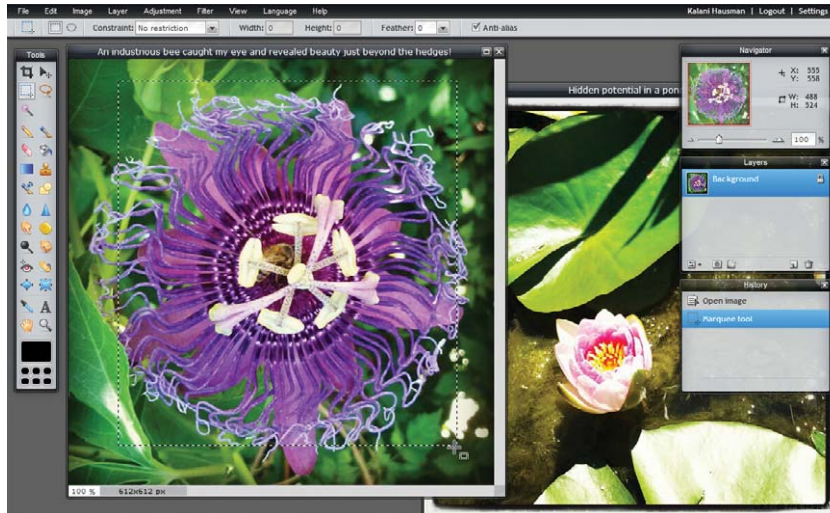 File Edit Image Layer Adjustment Filter View Language Help Kalani Hausman | Logout | Settings
Constraint: No restriction Width: 0 Height: 0 Feather: 0 Anti-alias
Tools
An industrious bee caught my eye and revealed beauty just beyond the hedges!
Hidden potential in a pon
Navigator
X: 555
Y: 558
W: 488
H: 524
100 %
Layers
Background
History
Open image
Marquee tool
A
100 % 612x612 px